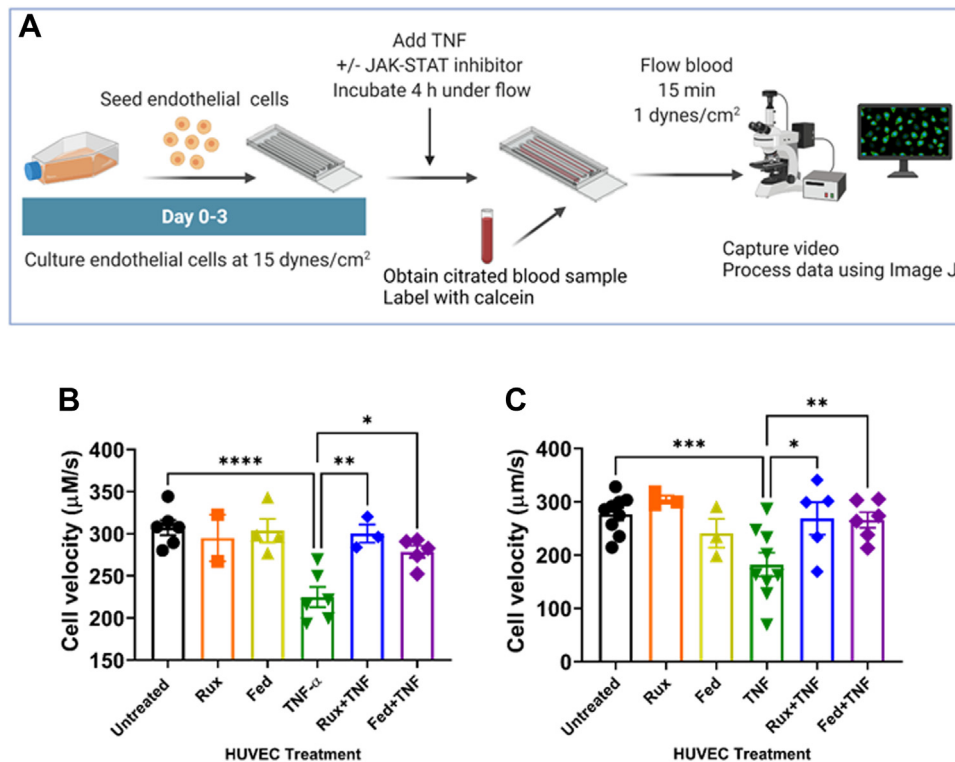 A
Seed endothelial cells
Add TNF
+/- JAK-STAT inhibitor
Incubate 4 h under flow
Flow blood
15 min
1 dynes/cm²
Day 0-3
Culture endothelial cells at 15 dynes/cm²
Obtain citrated blood sample
Label with calcein
Capture video
Process data using Image J
B
Cell velocity (µM/s)
400
350
300
250
200
150
****
**
*
Untreated
Rux
Fed
TNF-α
Rux+TNF
Fed+TNF
HUVEC Treatment
C
Cell velocity (µm/s)
400
300
200
100
0
***
*
**
Untreated
Rux
Fed
TNF
Rux+TNF
Fed+TNF
HUVEC Treatment